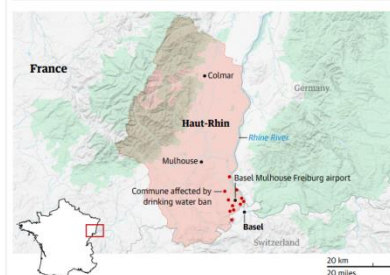 France
Colmar
Germany
Haut-Rhin
Rhine River
Mulhouse
Basel Mulhouse Freiburg airport
Commune affected by
drinking water ban
Basel
Switzerland
20 km
20 miles